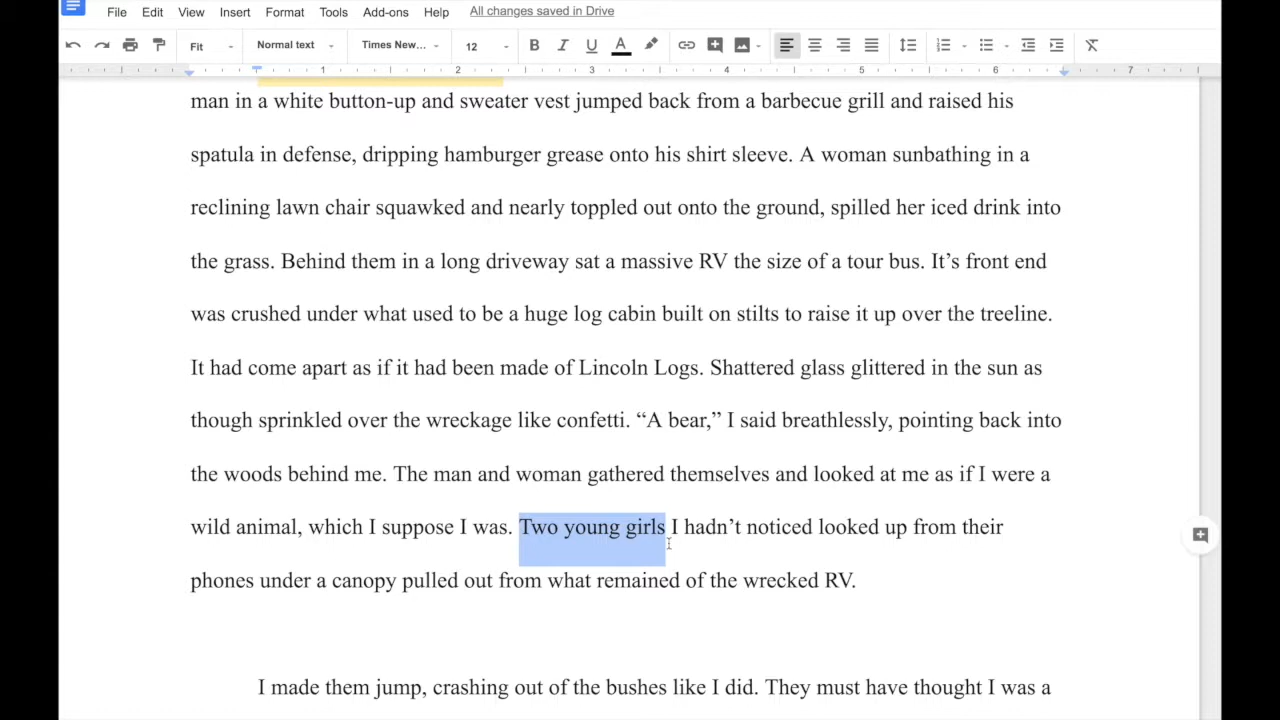 File Edit View Insert Format Tools Add-ons Help All changes saved in Drive
Fit Normal text Times New... 12 B I U A
1 2 3 4 5 6 7
man in a white button-up and sweater vest jumped back from a barbecue grill and raised his
spatula in defense, dripping hamburger grease onto his shirt sleeve. A woman sunbathing in a
reclining lawn chair squawked and nearly toppled out onto the ground, spilled her iced drink into
the grass. Behind them in a long driveway sat a massive RV the size of a tour bus. It’s front end
was crushed under what used to be a huge log cabin built on stilts to raise it up over the treeline.
It had come apart as if it had been made of Lincoln Logs. Shattered glass glittered in the sun as
though sprinkled over the wreckage like confetti. “A bear,” I said breathlessly, pointing back into
the woods behind me. The man and woman gathered themselves and looked at me as if I were a
wild animal, which I suppose I was. Two young girls I hadn’t noticed looked up from their
phones under a canopy pulled out from what remained of the wrecked RV.
I made them jump, crashing out of the bushes like I did. They must have thought I was a